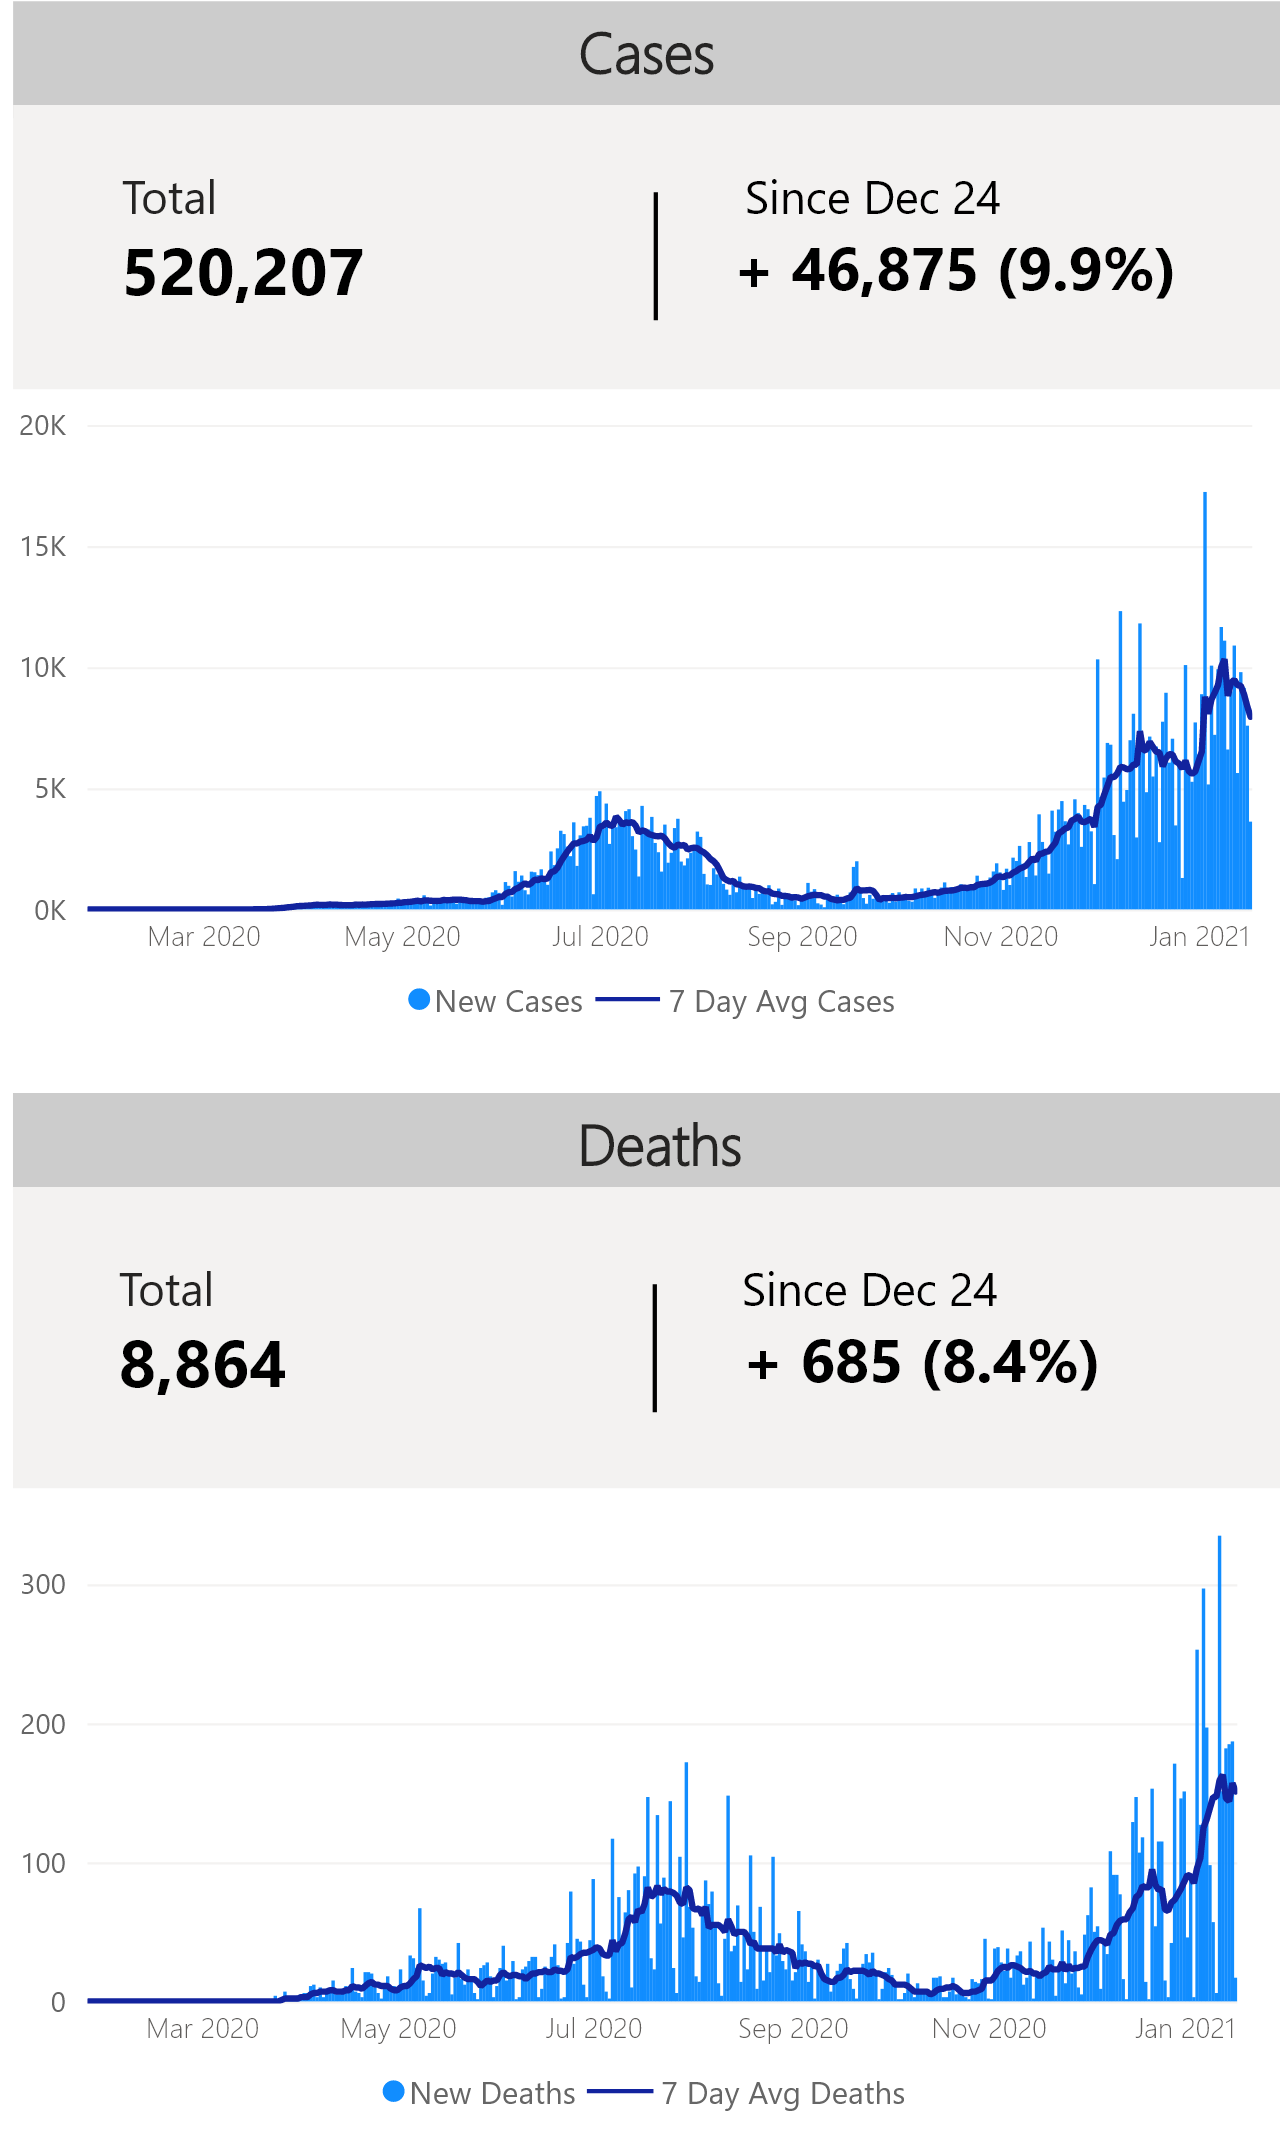 Cases
Total
Since Dec 24
520,207
+ 46,875 (9.9%)
20K
15K
10K
5K
0K
Mar 2020
May 2020
Jul 2020
Sep 2020
Nov 2020
Jan 2021
New Cases
7 Day Avg Cases
Deaths
Total
Since Dec 24
8,864
+ 685 (8.4%)
300
200
100
0
Mar 2020
May 2020
Jul 2020
Sep 2020
Nov 2020
Jan 2021
New Deaths
7 Day Avg Deaths